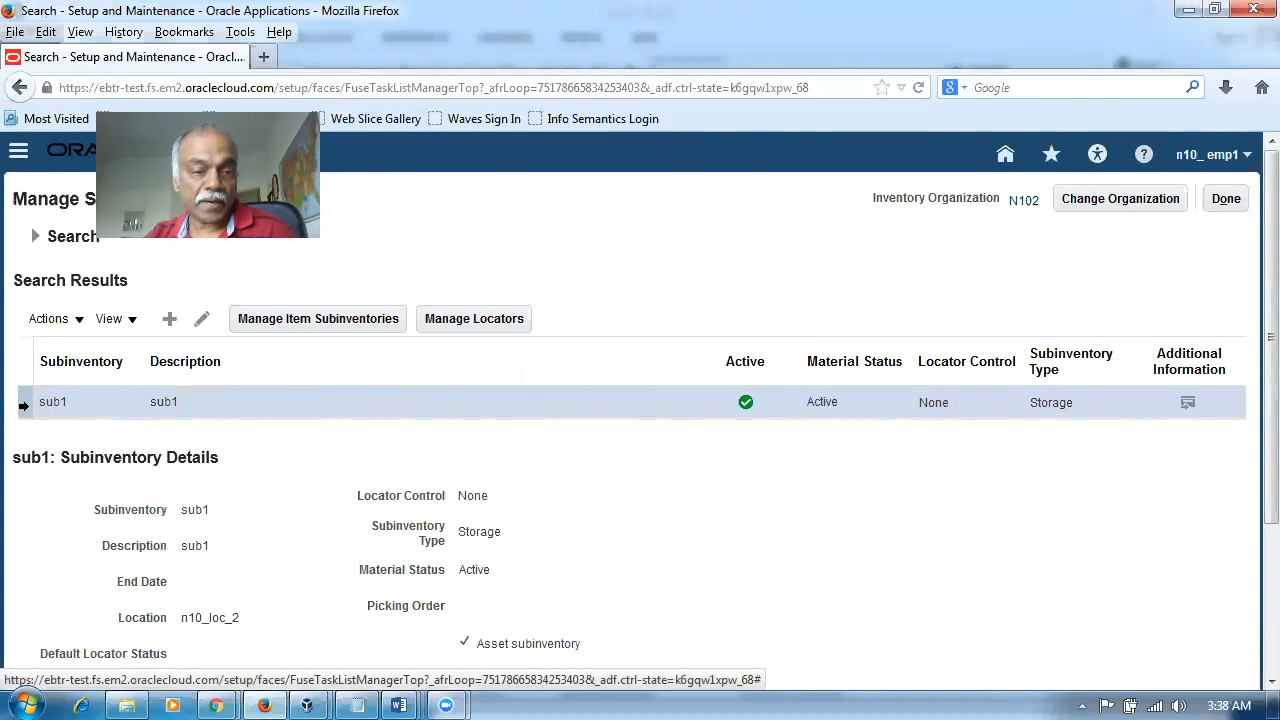 Search - Setup and Maintenance - Oracle Applications - Mozilla Firefox
File Edit View History Bookmarks Tools Help
Search - Setup and Maintenance - Oracl...
https://ebtr-test.fs.em2.oraclecloud.com/setup/faces/FuseTaskListManagerTop?_afrLoop=75178665834253403&_adf.ctrl-state=k6gqw1xpw_68
Google
Most Visited
Web Slice Gallery
Waves Sign In
Info Semantics Login
ORA
n10_ emp1
Manage S
Inventory Organization N102
Change Organization
Done
Search
Search Results
Actions View
Manage Item Subinventories
Manage Locators
Subinventory Description Active Material Status Locator Control Subinventory Type Additional Information
sub1 sub1 Active None Storage
sub1: Subinventory Details
Subinventory sub1
Description sub1
End Date
Location n10_loc_2
Default Locator Status
Locator Control None
Subinventory Type Storage
Material Status Active
Picking Order
Asset subinventory
https://ebtr-test.fs.em2.oraclecloud.com/setup/faces/FuseTaskListManagerTop?_afrLoop=75178665834253403&_adf.ctrl-state=k6gqw1xpw_68#
3:38 AM